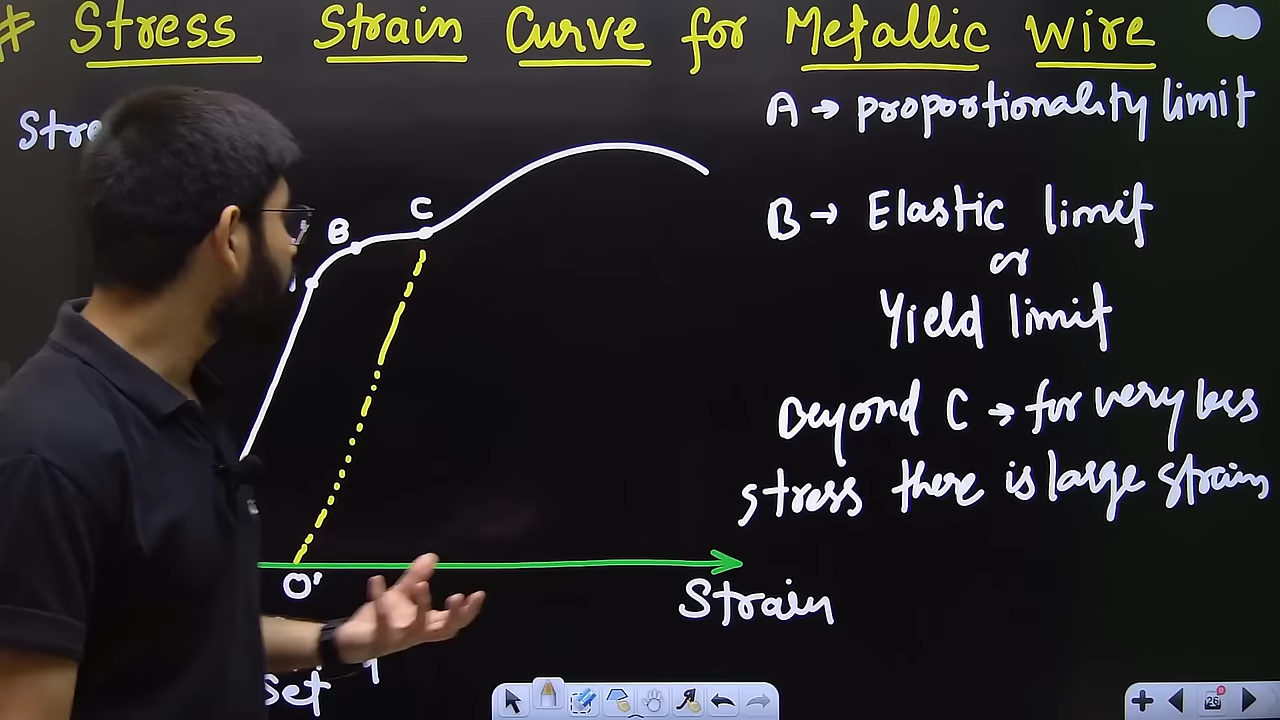 # Stress Strain Curve for Metallic Wire
A → proportionality limit
B → Elastic limit
or
Yield limit
Beyond C → for very less
stress there is large strain
C
B
O'
Strain
Set
26